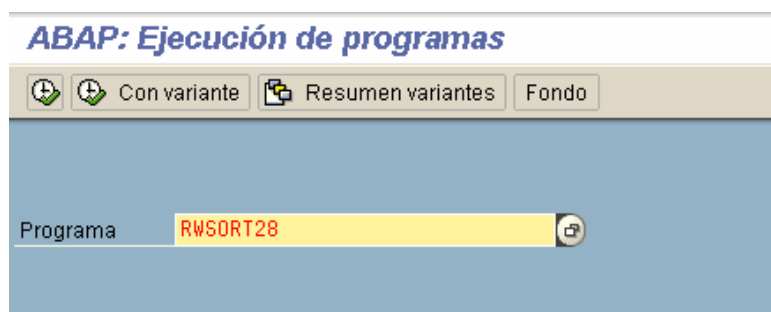 ABAP: Ejecución de programas
Con variante Resumen variantes Fondo
Programa RWSORT28